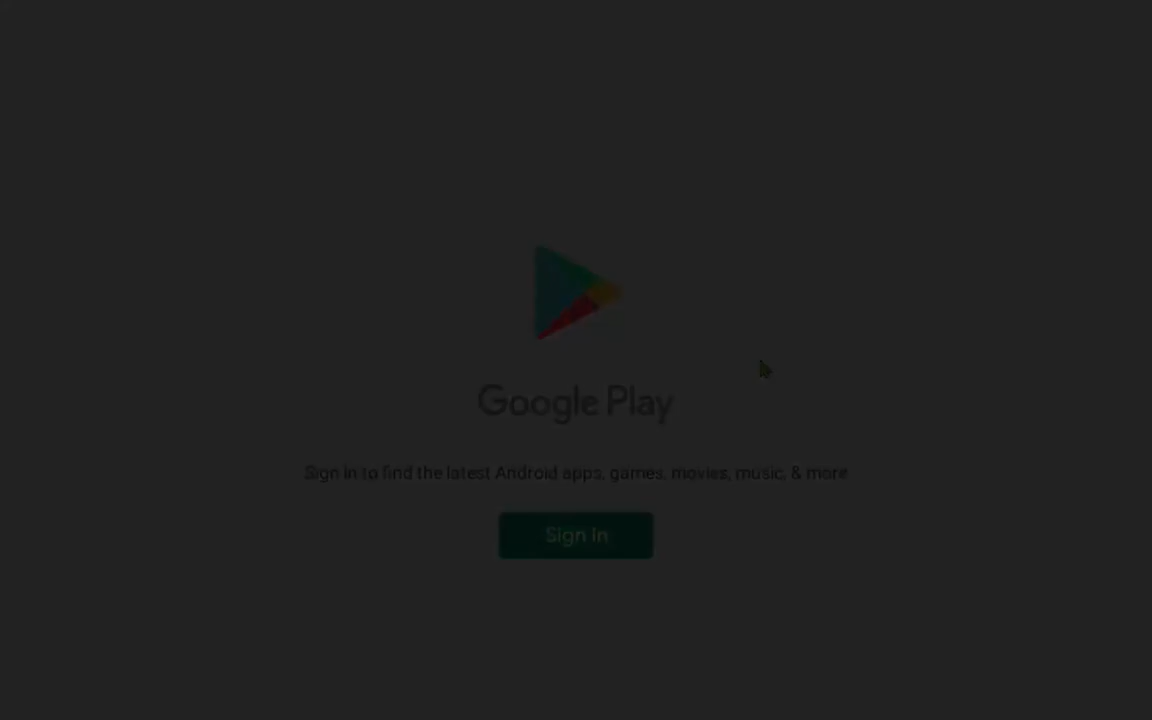 Google Play
Sign in to find the latest Android apps, games, movies, music, & more
Sign In